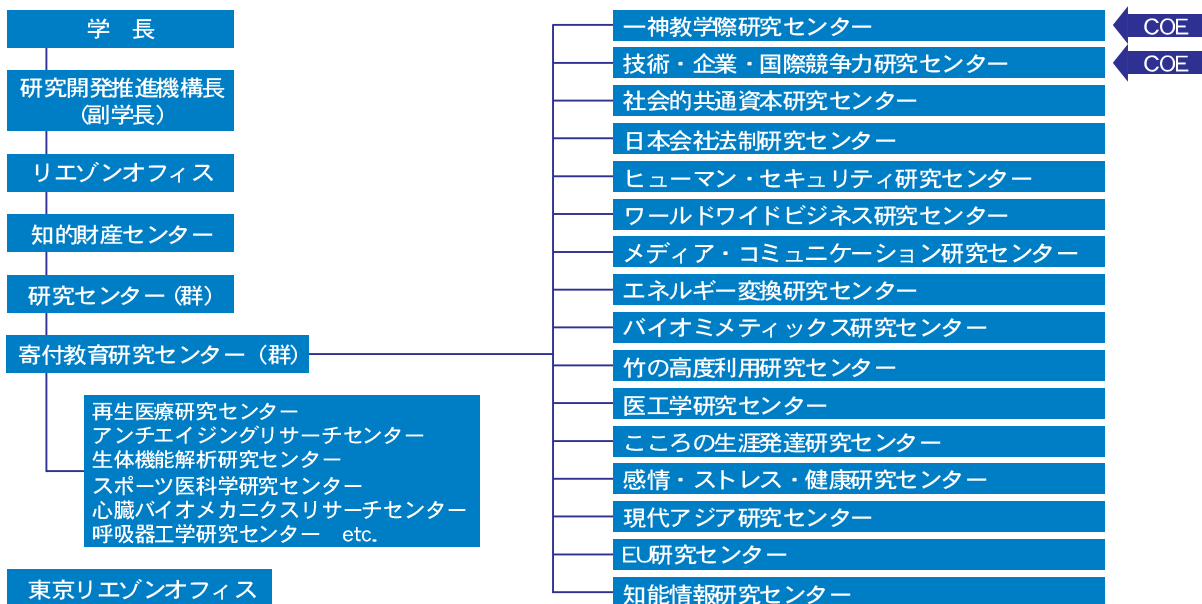 学 長
研究開発推進機構長
(副学長)
リエゾンオフィス
知的財産センター
研究センター(群)
寄付教育研究センター(群)
再生医療研究センター
アンチエイジングリサーチセンター
生体機能解析研究センター
スポーツ医科学研究センター
心臓バイオメカニクスリサーチセンター
呼吸器工学研究センター etc.
東京リエゾンオフィス
一神教学際研究センター
COE
技術・企業・国際競争力研究センター
COE
社会的共通資本研究センター
日本会社法制研究センター
ヒューマン・セキュリティ研究センター
ワールドワイドビジネス研究センター
メディア・コミュニケーション研究センター
エネルギー変換研究センター
バイオミメティックス研究センター
竹の高度利用研究センター
医工学研究センター
こころの生涯発達研究センター
感情・ストレス・健康研究センター
現代アジア研究センター
EU研究センター
知能情報研究センター